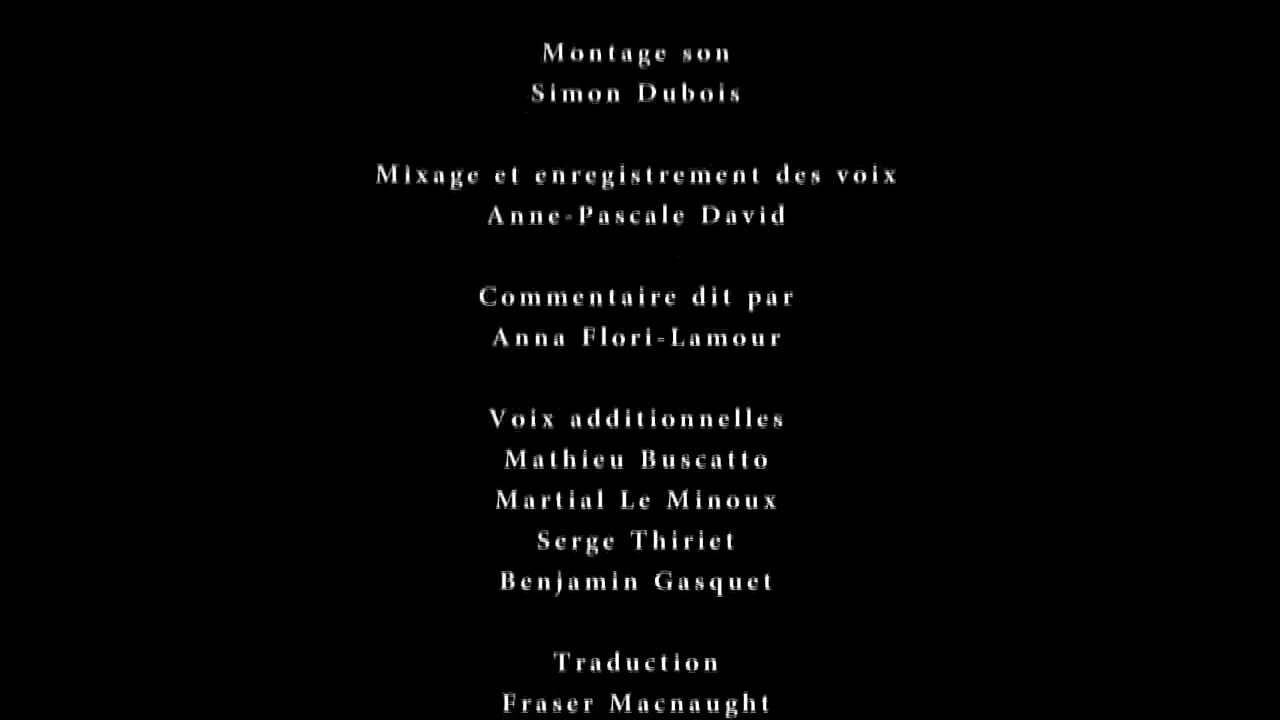 Montage son
Simon Dubois
Mixage et enregistrement des voix
Anne-Pascale David
Commentaire dit par
Anna Flori-Lamour
Voix additionnelles
Mathieu Buscatto
Martial Le Minoux
Serge Thiriet
Benjamin Gasquet
Traduction
Fraser Macnaught